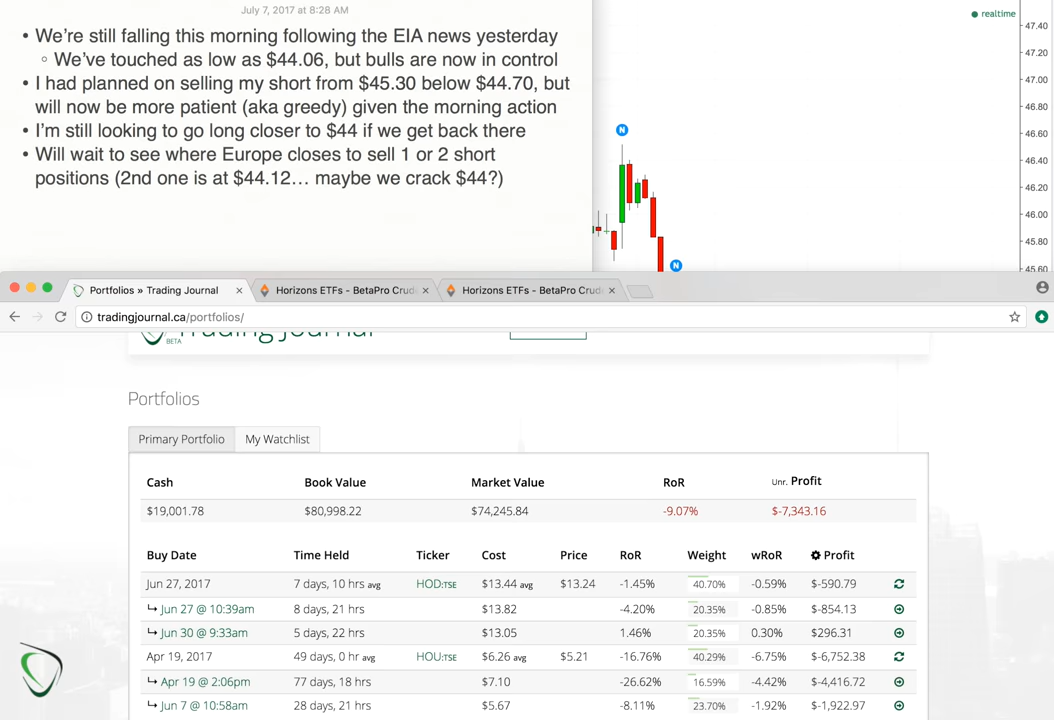 July 7, 2017 at 8:28 AM
• We're still falling this morning following the EIA news yesterday
◦ We've touched as low as $44.06, but bulls are now in control
• I had planned on selling my short from $45.30 below $44.70, but
will now be more patient (aka greedy) given the morning action
• I'm still looking to go long closer to $44 if we get back there
• Will wait to see where Europe closes to sell 1 or 2 short
positions (2nd one is at $44.12… maybe we crack $44?)
realtime
47.40
47.20
47.00
46.80
46.60
46.40
46.20
46.00
45.80
45.60
N
N
Portfolios » Trading Journal
Horizons ETFs - BetaPro Crud
Horizons ETFs - BetaPro Crud
tradingjournal.ca/portfolios/
Trading Journal
BETA
Portfolios
Primary Portfolio My Watchlist
Cash Book Value Market Value RoR Unr. Profit
$19,001.78 $80,998.22 $74,245.84 -9.07% $-7,343.16
Buy Date Time Held Ticker Cost Price RoR Weight wRoR Profit
Jun 27, 2017 7 days, 10 hrs avg HOD:TSE $13.44 avg $13.24 -1.45% 40.70% -0.59% $-590.79
Jun 27 @ 10:39am 8 days, 21 hrs $13.82 -4.20% 20.35% -0.85% $-854.13
Jun 30 @ 9:33am 5 days, 22 hrs $13.05 1.46% 20.35% 0.30% $296.31
Apr 19, 2017 49 days, 0 hr avg HOU:TSE $6.26 avg $5.21 -16.76% 40.29% -6.75% $-6,752.38
Apr 19 @ 2:06pm 77 days, 18 hrs $7.10 -26.62% 16.59% -4.42% $-4,416.72
Jun 7 @ 10:58am 28 days, 21 hrs $5.67 -8.11% 23.70% -1.92% $-1,922.97